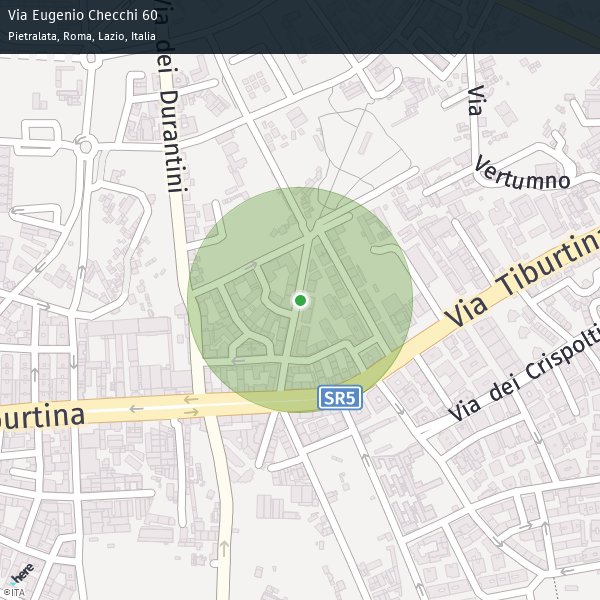 Via Eugenio Checchi 60
Pietralata, Roma, Lazio, Italia
Via dei Durantini
Via
Vertumno
Via Tiburtina
Via dei Crispolti
SR5
burtina
here
©ITA